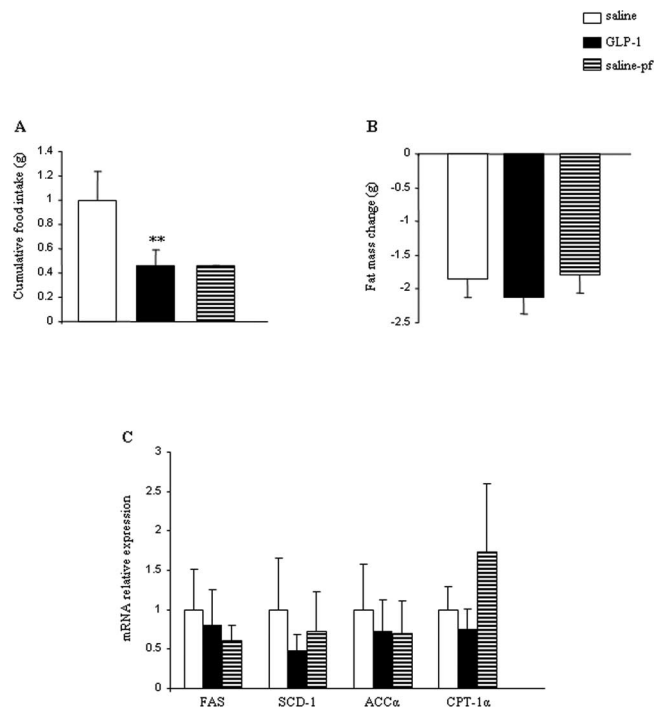 saline
GLP-1
saline-pf
A
Cumulative food intake (g)
1.4
1.2
1
0.8
0.6
0.4
0.2
0
**
B
Fat mass change (g)
0
-0.5
-1
-1.5
-2
-2.5
C
mRNA relative expression
3
2.5
2
1.5
1
0.5
0
FAS SCD-1 ACCα CPT-1α